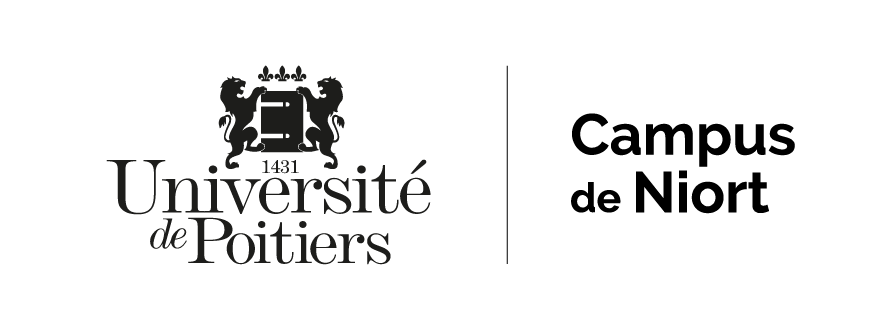 1431
Université
de Poitiers
Campus
de Niort